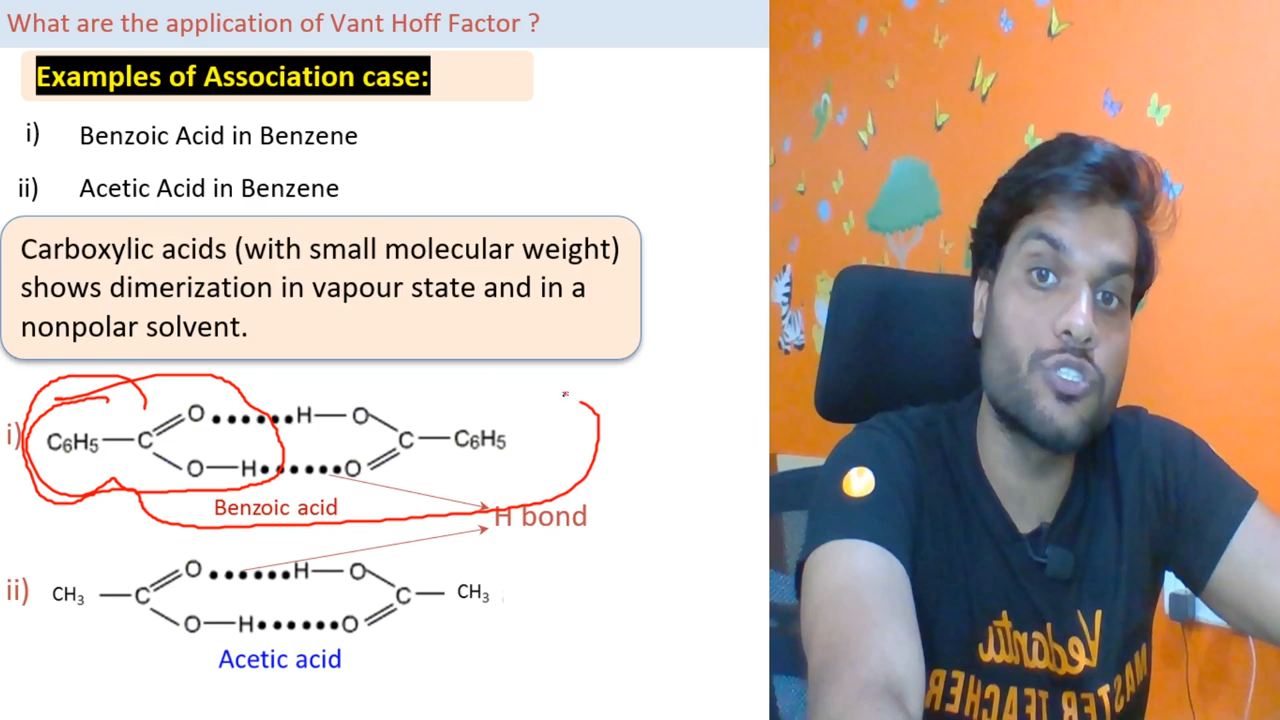 What are the application of Vant Hoff Factor ?
Examples of Association case:
i) Benzoic Acid in Benzene
ii) Acetic Acid in Benzene
Carboxylic acids (with small molecular weight)
shows dimerization in vapour state and in a
nonpolar solvent.
O H O
i) C6H5 C C C6H5
O H O
Benzoic acid
H bond
O H O
ii) CH3 C C CH3
O H O
Acetic acid
Vedantu
MASTER TEACHER